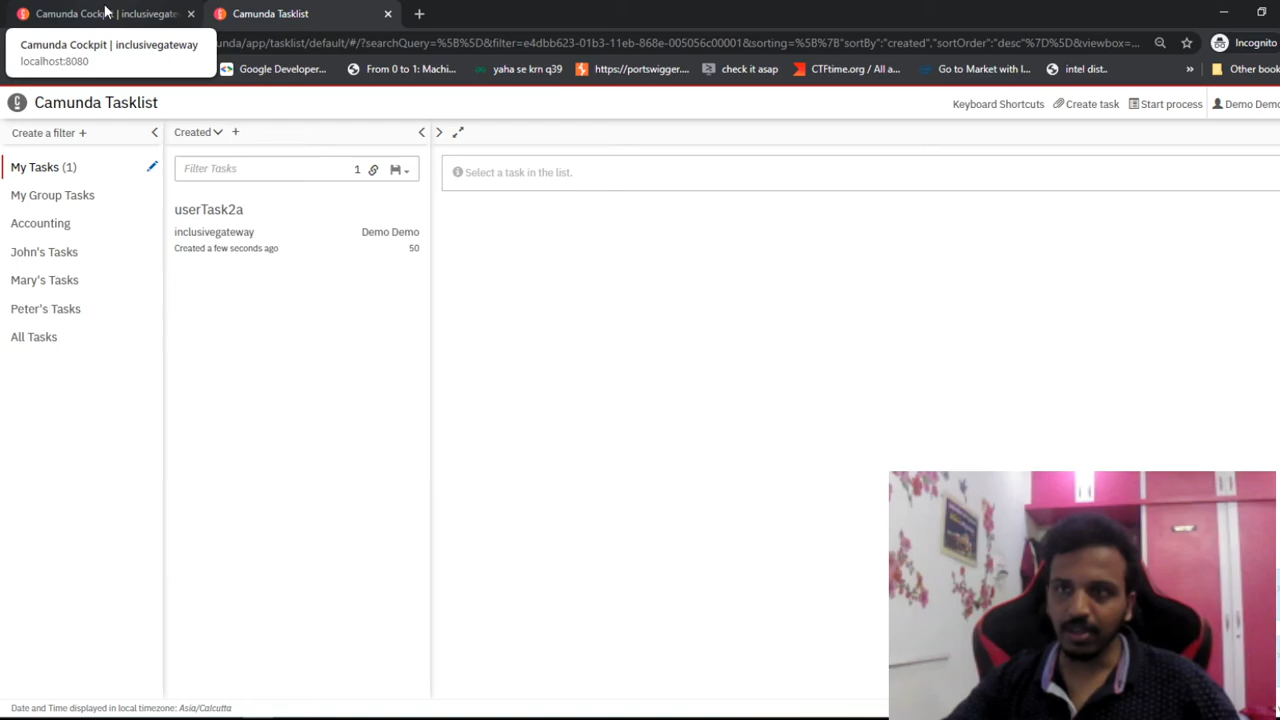 Camunda Cockpit | inclusivegate
Camunda Tasklist
Camunda Cockpit | inclusivegateway
localhost:8080
unda/app/tasklist/default/#/?searchQuery=%5B%5D&filter=e4dbb623-01b3-11eb-868e-005056c00001&sorting=%5B%7B"sortBy":"created","sortOrder":"desc"%7D%5D&viewbox=...
Incognito
Google Developer...
From 0 to 1: Machi...
yaha se krn q39
https://portswigger....
check it asap
CTFtime.org / All a...
Go to Market with I...
intel dist..
»
Other book
Camunda Tasklist
Keyboard Shortcuts
Create task
Start process
Demo Demo
Create a filter +
Created
+
My Tasks (1)
My Group Tasks
Accounting
John's Tasks
Mary's Tasks
Peter's Tasks
All Tasks
Filter Tasks
1
userTask2a
inclusivegateway
Demo Demo
Created a few seconds ago
50
Select a task in the list.
Date and Time displayed in local timezone: Asia/Calcutta